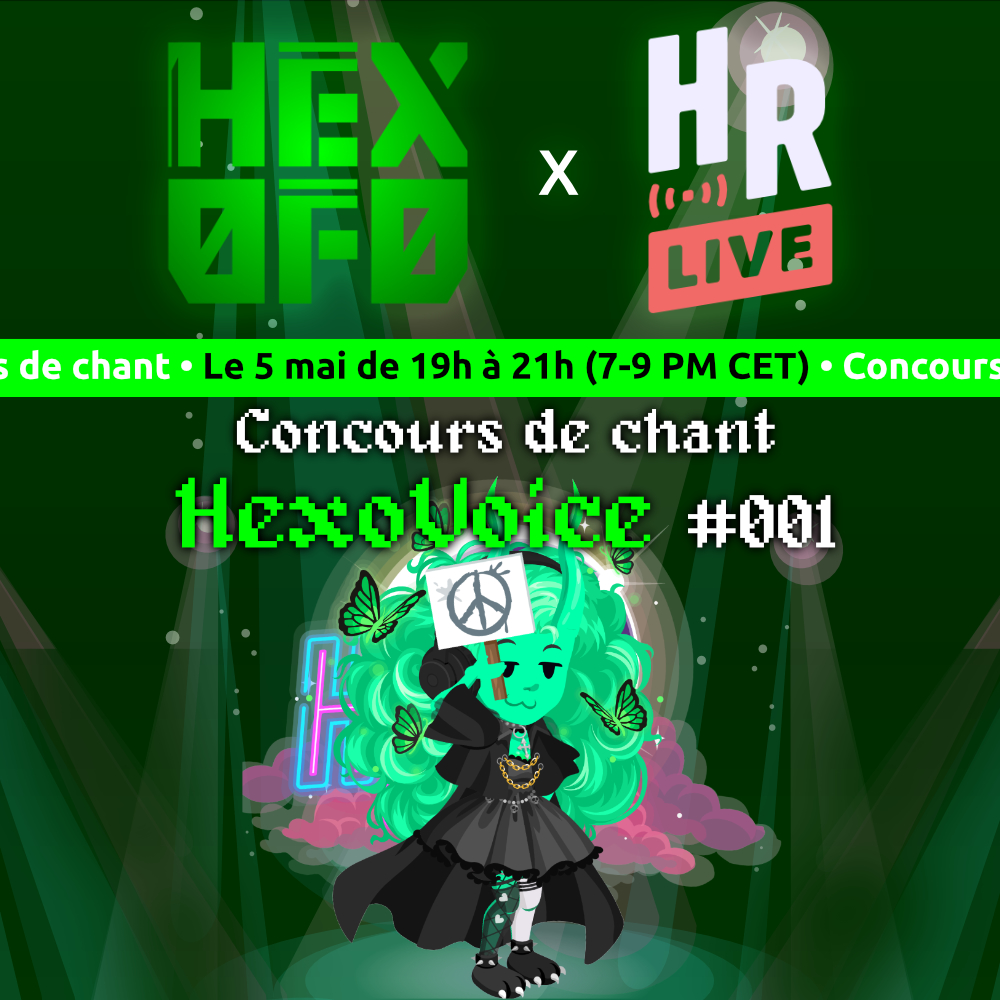 HEX
0F0
X
HR
LIVE
s de chant • Le 5 mai de 19h à 21h (7-9 PM CET) • Concours
Concours de chant
HexoVoice #001
H